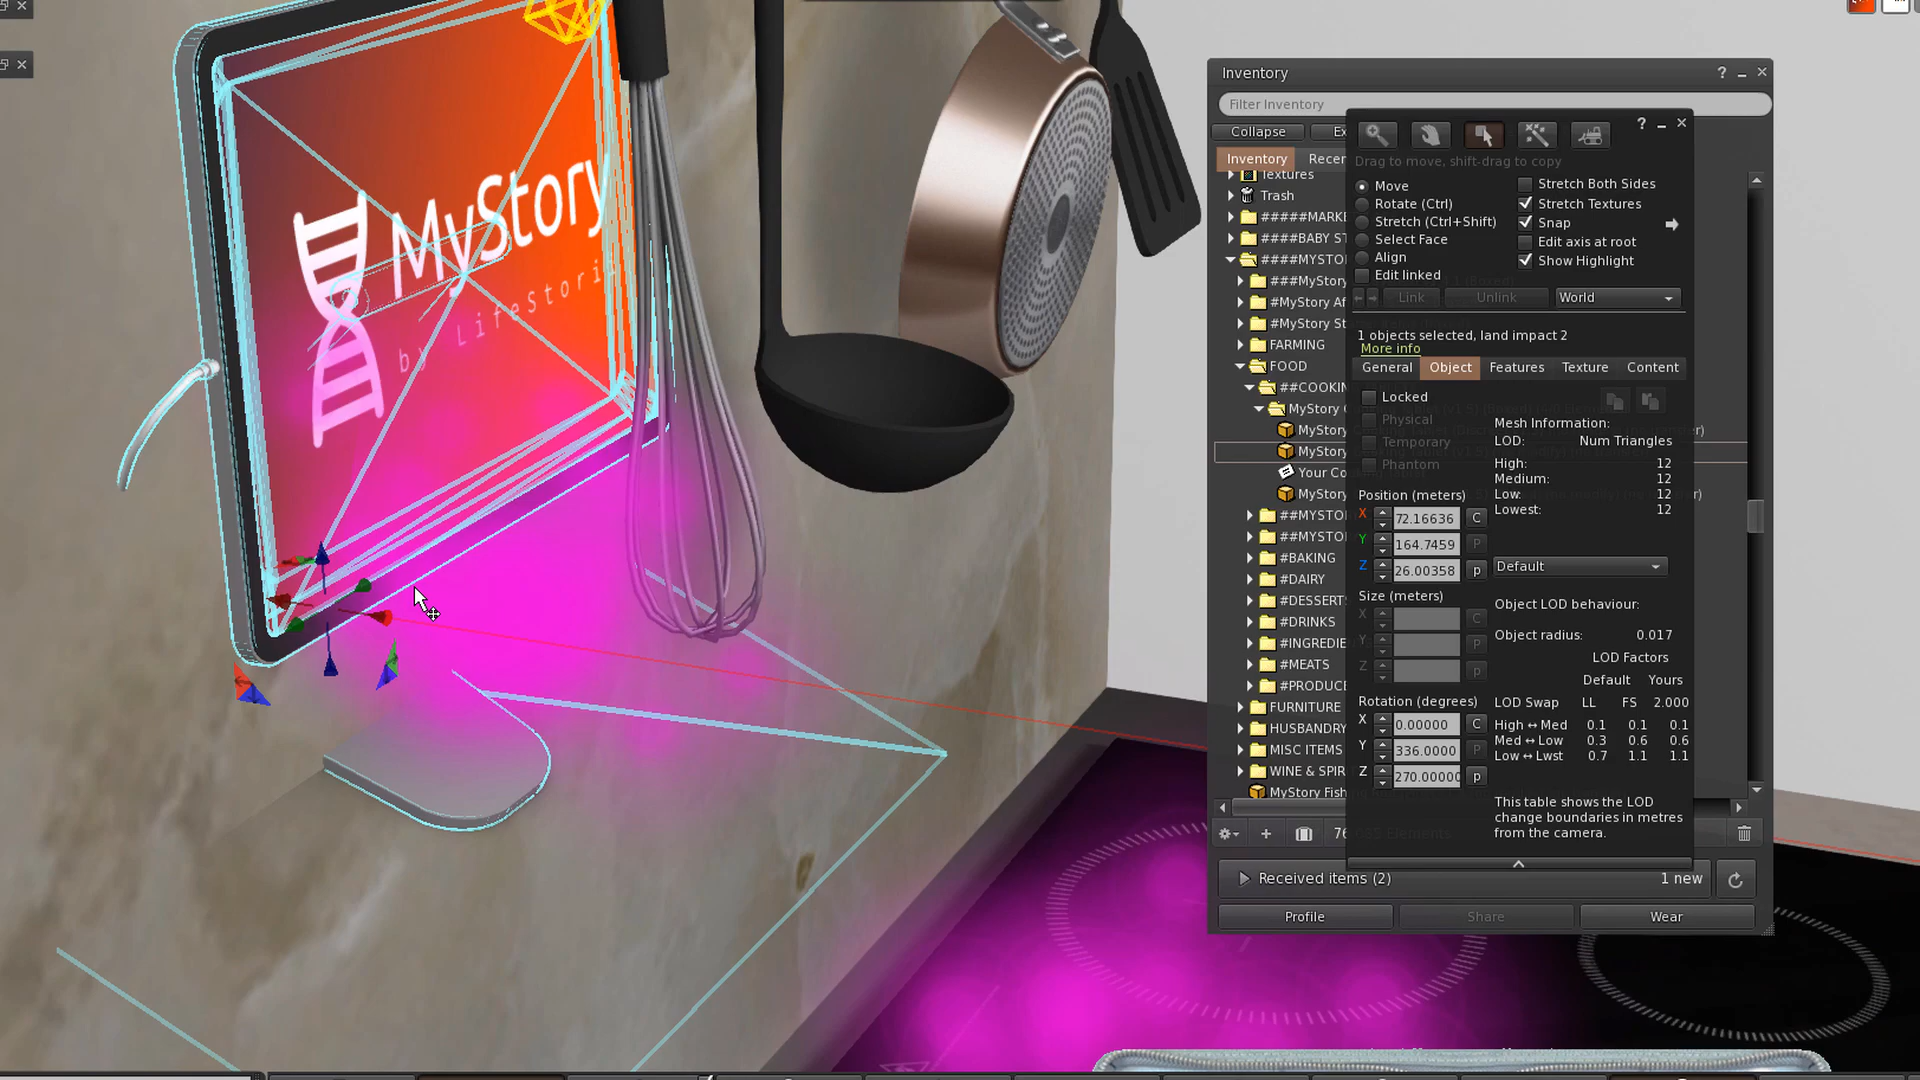 MyStory
by LifeStori
Inventory
?
Filter Inventory
Collapse
Ex
Inventory
Recen
Textures
Trash
#####MARKE
####BABY ST
####MYSTO
###MyStory
#MyStory Af
#MyStory St
FARMING
FOOD
##COOKIN
MyStory
MyStory
MyStory
Your Co
MyStory
##MYSTO
##MYSTO
#BAKING
#DAIRY
#DESSERT
#DRINKS
#INGREDIE
#MEATS
#PRODUCE
FURNITURE
HUSBANDRY
MISC ITEMS
WINE & SPIR
MyStory Fish
Elements
Received items (2)
1 new
Profile
Share
Wear
?
Drag to move, shift-drag to copy
Move
Rotate (Ctrl)
Stretch (Ctrl+Shift)
Select Face
Align
Edit linked
Stretch Both Sides
Stretch Textures
Snap
Edit axis at root
Show Highlight
Link
Unlink
World
1 objects selected, land impact 2
More info
General
Object
Features
Texture
Content
Locked
Physical
Temporary
Phantom
Position (meters)
X 72.16636 C
Y 164.7459 P
Z 26.00358 p
Size (meters)
X C
Y P
Z p
Rotation (degrees)
X 0.00000 C
Y 336.0000 P
Z 270.00000 p
Mesh Information:
LOD: Num Triangles
High: 12
Medium: 12
Low: 12
Lowest: 12
Default
Object LOD behaviour:
Object radius: 0.017
LOD Factors
Default Yours
LOD Swap LL FS 2.000
High ↔ Med 0.1 0.1 0.1
Med ↔ Low 0.3 0.6 0.6
Low ↔ Lwst 0.7 1.1 1.1
This table shows the LOD
change boundaries in metres
from the camera.